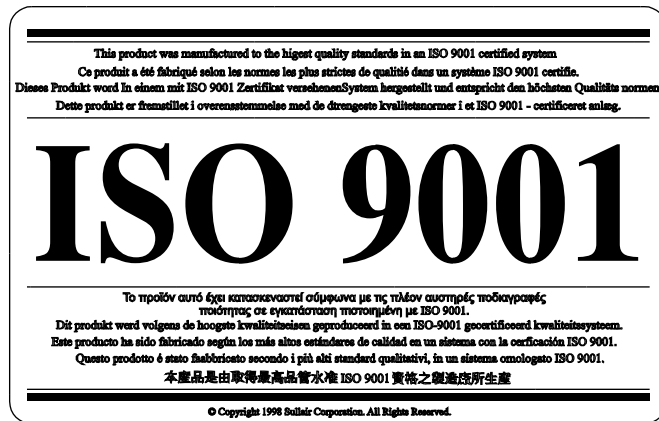 This product was manufactured to the higest quality standards in an ISO 9001 certified system
Ce produit a été fabriqué selon les normes les plus strictes de qualitié dans un système ISO 9001 certifie.
Dieses Produkt word In einem mit ISO 9001 Zertifikat versehenenSystem hergestellt und entspricht den höchsten Qualitäts normen
Dette produkt er fremstillet i overensstemmelse med de dtrengeste kvalitetsnormer i et ISO 9001 - certificeret anlæg.
ISO 9001
Το προϊόν αυτό έχει κατασκεναστεί σύμφωνα με τις πλέον αυστηρές ποδιαγραφές
ποιότητας σε εγκατάσταση πιστοιημένη με ISO 9001.
Dit produkt werd volgens de hoogste kwaliteitseisen geproduceerd in een ISO-9001 gecertificeerd kwaliteitssysteem.
Este producto ha sido fabricado según los más altos estándares de calidad en un sistema con la cerficación ISO 9001.
Questo prodotto é stato faabbricato secondo i più alti standard qualitativi, in un sistema omologato ISO 9001.
本產品是由取得最高品管水准 ISO 9001 資格之製造廠所生產
© Copyright 1998 Sullair Corporation. All Rights Reserved.